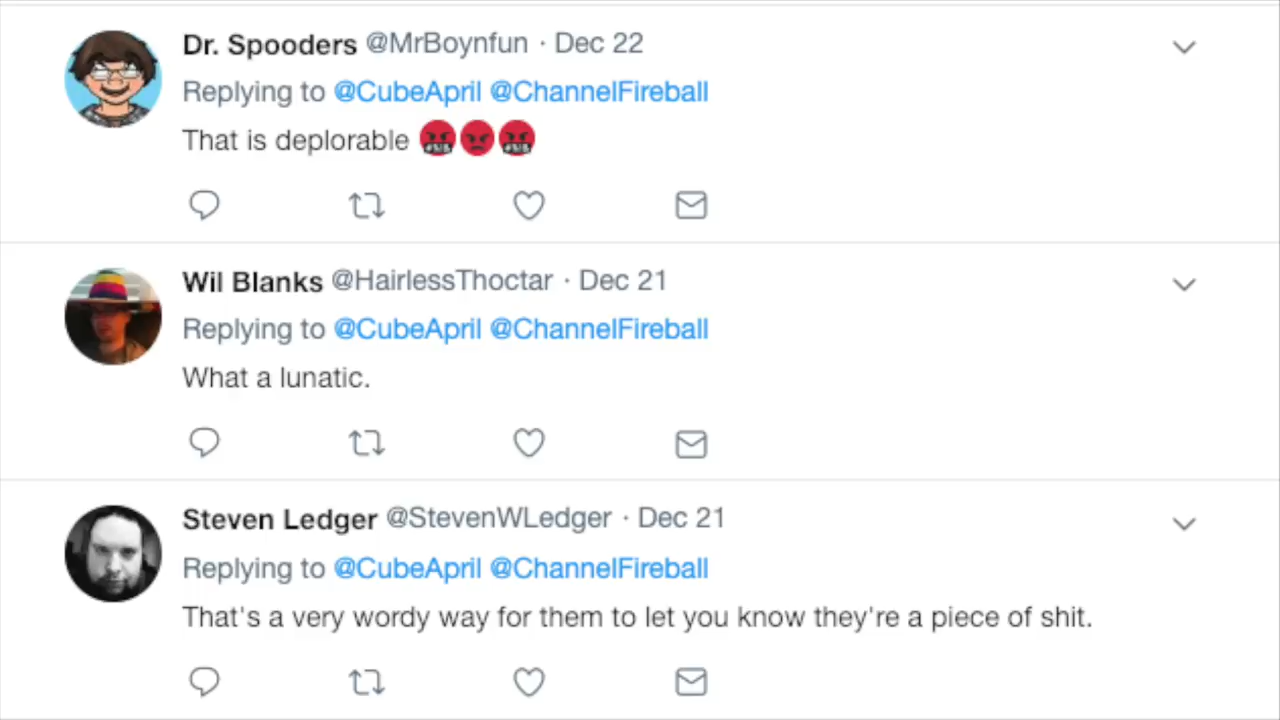 Dr. Spooders @MrBoynfun · Dec 22
Replying to @CubeApril @ChannelFireball
That is deplorable 🤬😡🤬
Wil Blanks @HairlessThoctar · Dec 21
Replying to @CubeApril @ChannelFireball
What a lunatic.
Steven Ledger @StevenWLedger · Dec 21
Replying to @CubeApril @ChannelFireball
That's a very wordy way for them to let you know they're a piece of shit.